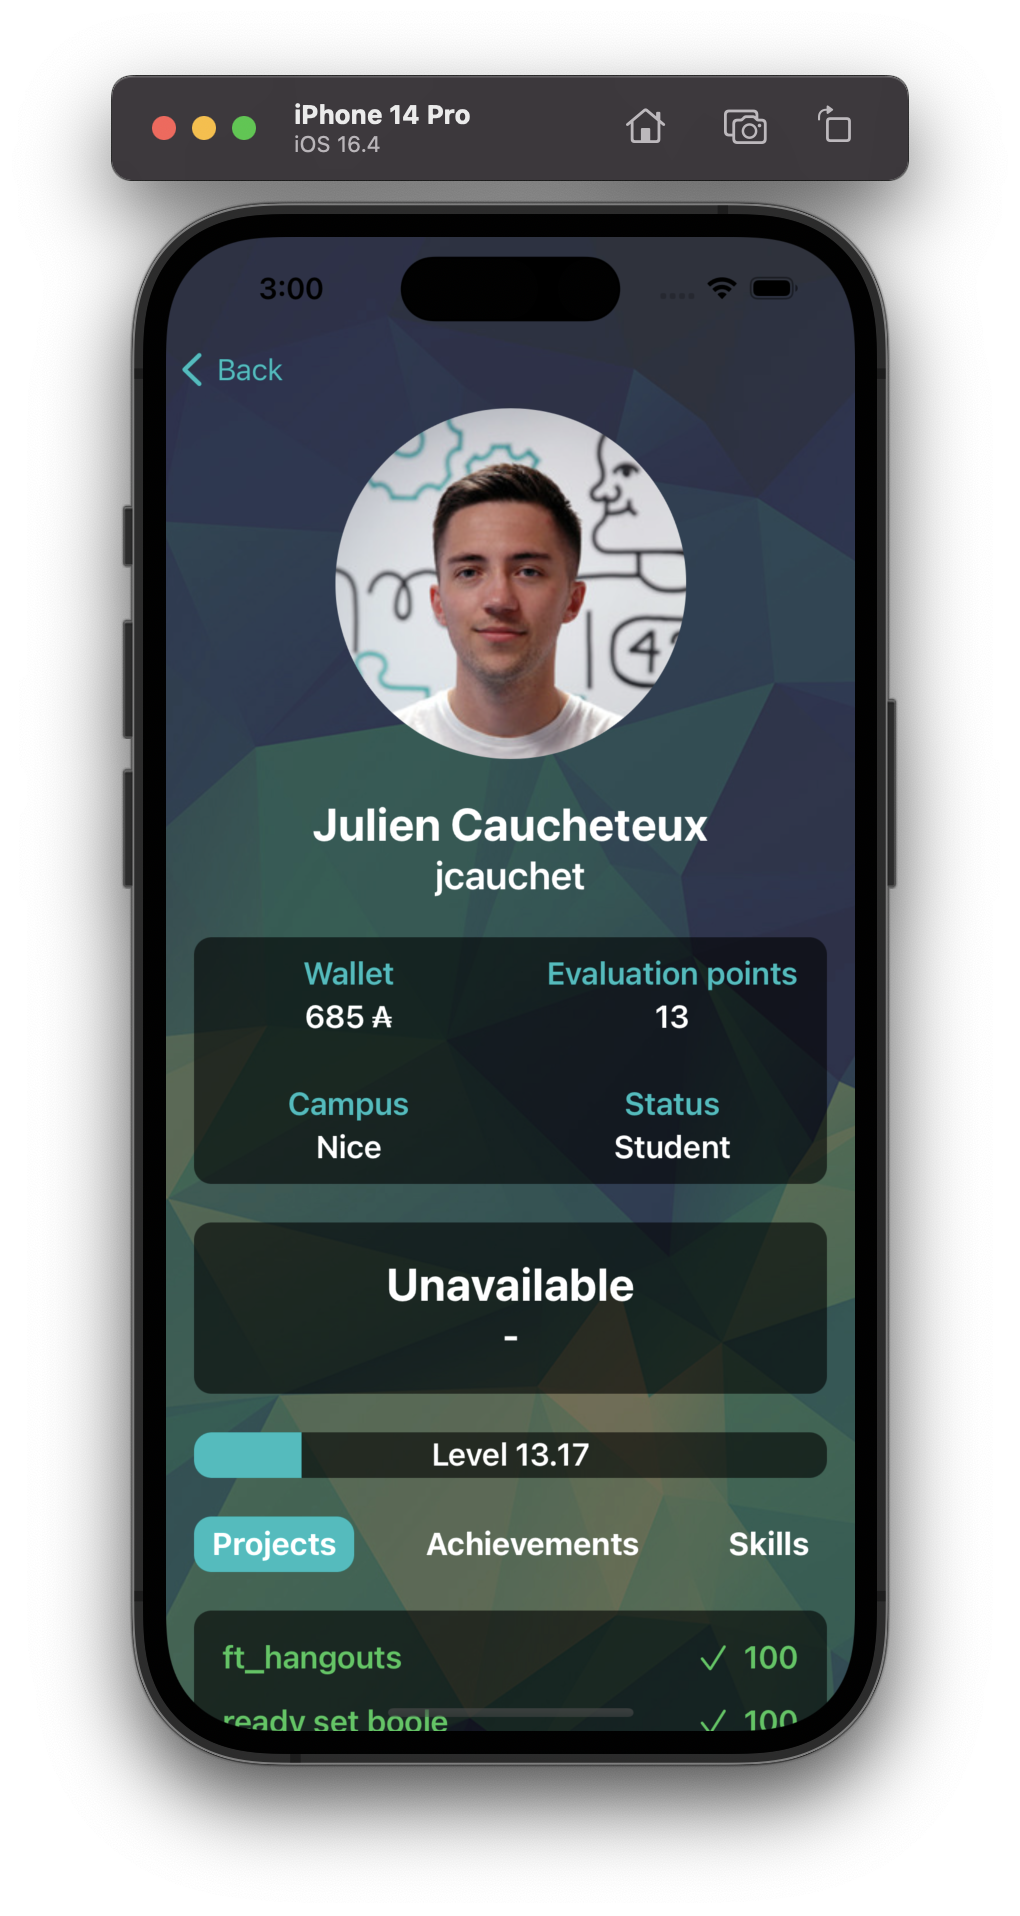 iPhone 14 Pro
iOS 16.4
3:00
Back
4
Julien Caucheteux
jcauchet
Wallet Evaluation points
685 ₳ 13
Campus Status
Nice Student
Unavailable
-
Level 13.17
Projects Achievements Skills
ft_hangouts ✓ 100
ready set boole ✓ 100